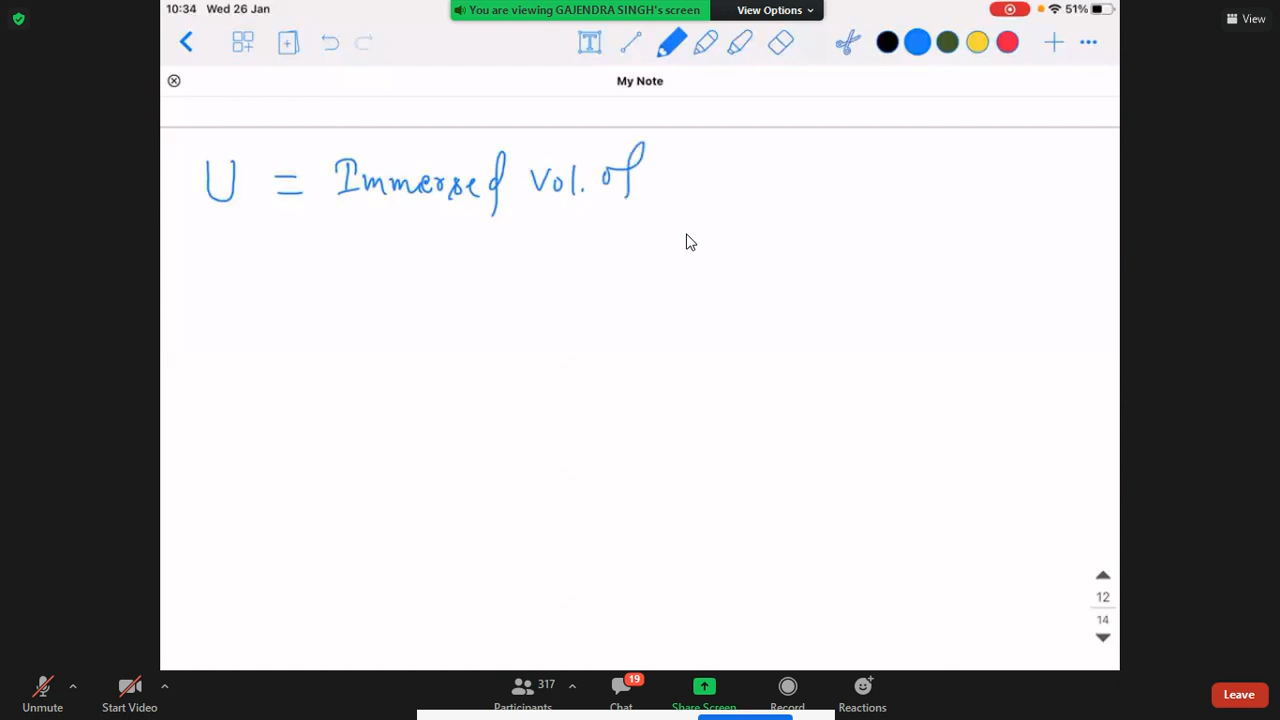 10:34 Wed 26 Jan
You are viewing GAJENDRA SINGH's screen
View Options
51%
View
My Note
U = Immersed vol. of
12
14
Unmute
Start Video
Participants
317
Chat
19
Share Screen
Record
Reactions
Leave